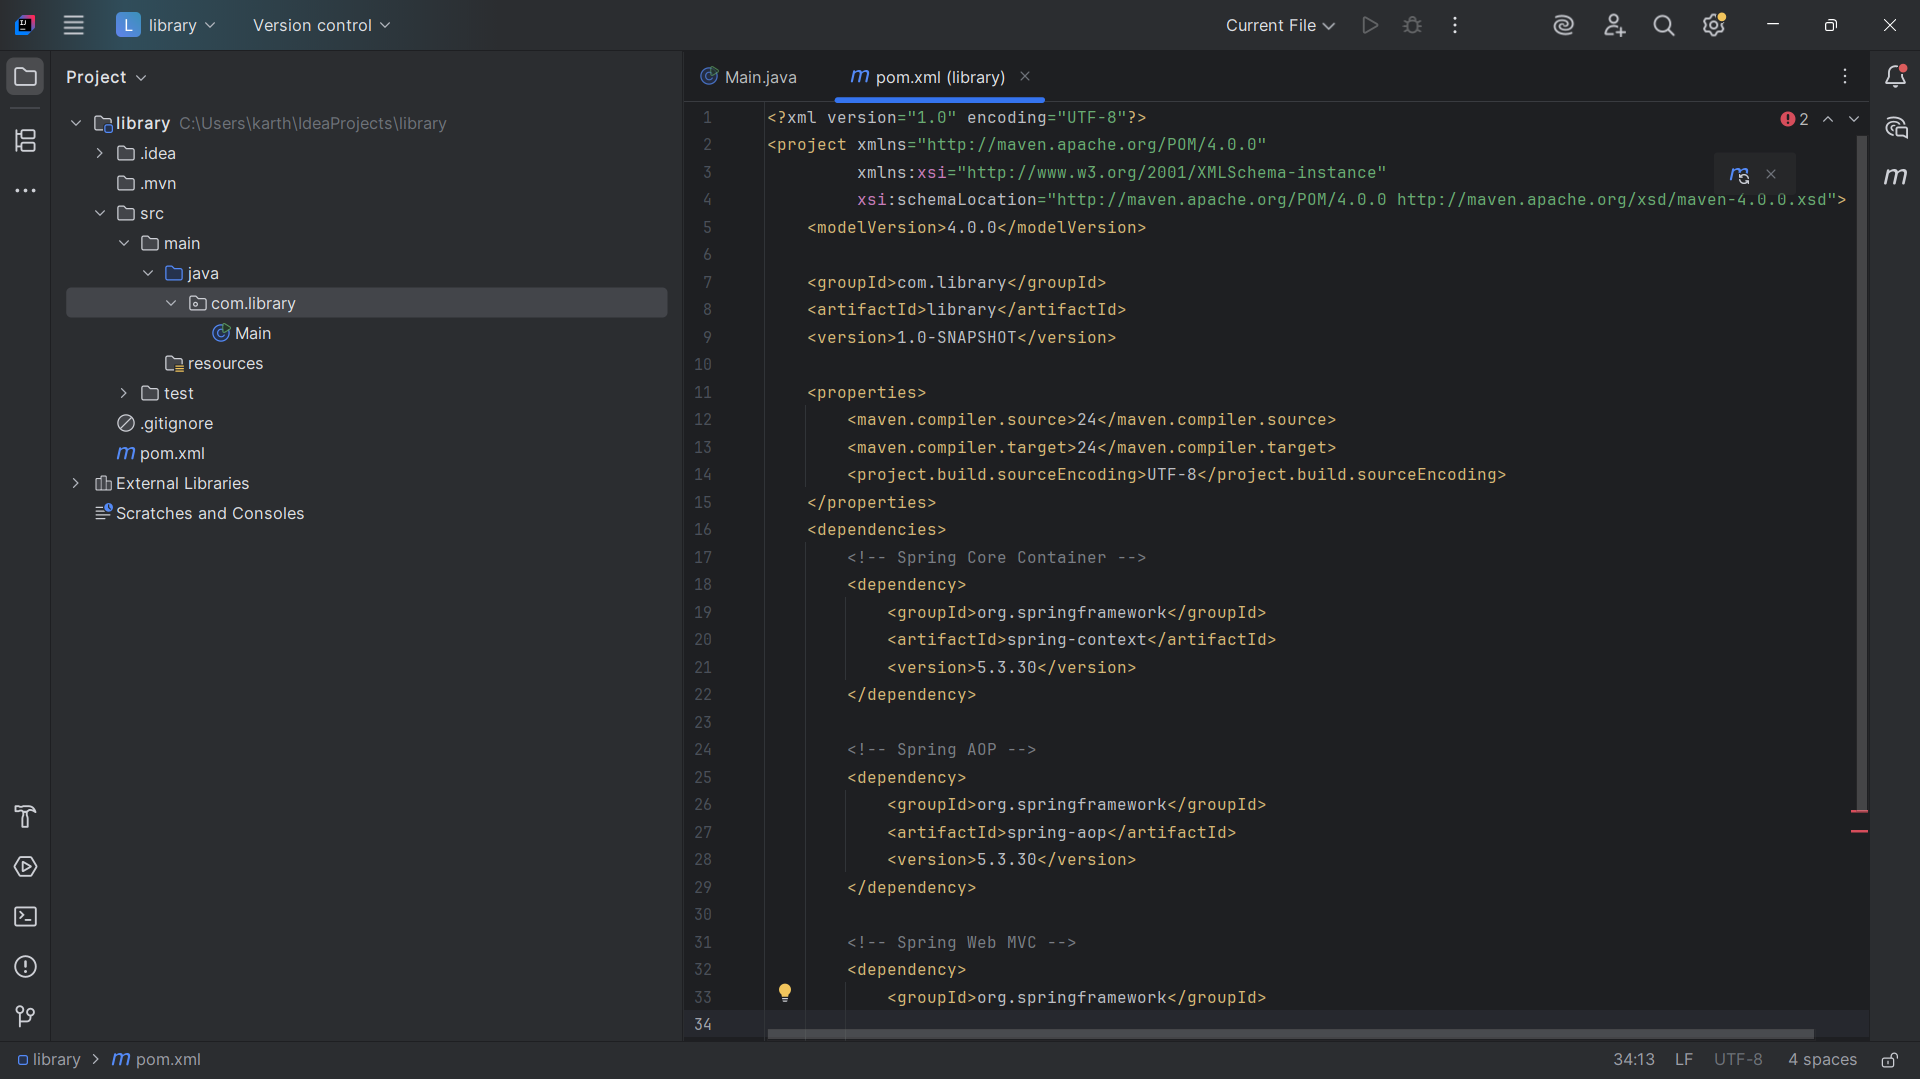 L library
Version control
Current File
Project
library C:\Users\karth\IdeaProjects\library
.idea
.mvn
src
main
java
com.library
Main
resources
test
.gitignore
m pom.xml
External Libraries
Scratches and Consoles
Main.java
m pom.xml (library)
2
1 <?xml version="1.0" encoding="UTF-8"?>
2 <project xmlns="http://maven.apache.org/POM/4.0.0"
3 xmlns:xsi="http://www.w3.org/2001/XMLSchema-instance"
4 xsi:schemaLocation="http://maven.apache.org/POM/4.0.0 http://maven.apache.org/xsd/maven-4.0.0.xsd">
5 <modelVersion>4.0.0</modelVersion>
6
7 <groupId>com.library</groupId>
8 <artifactId>library</artifactId>
9 <version>1.0-SNAPSHOT</version>
10
11 <properties>
12 <maven.compiler.source>24</maven.compiler.source>
13 <maven.compiler.target>24</maven.compiler.target>
14 <project.build.sourceEncoding>UTF-8</project.build.sourceEncoding>
15 </properties>
16 <dependencies>
17 <!-- Spring Core Container -->
18 <dependency>
19 <groupId>org.springframework</groupId>
20 <artifactId>spring-context</artifactId>
21 <version>5.3.30</version>
22 </dependency>
23
24 <!-- Spring AOP -->
25 <dependency>
26 <groupId>org.springframework</groupId>
27 <artifactId>spring-aop</artifactId>
28 <version>5.3.30</version>
29 </dependency>
30
31 <!-- Spring Web MVC -->
32 <dependency>
33 <groupId>org.springframework</groupId>
34
library > m pom.xml
34:13 LF UTF-8 4 spaces